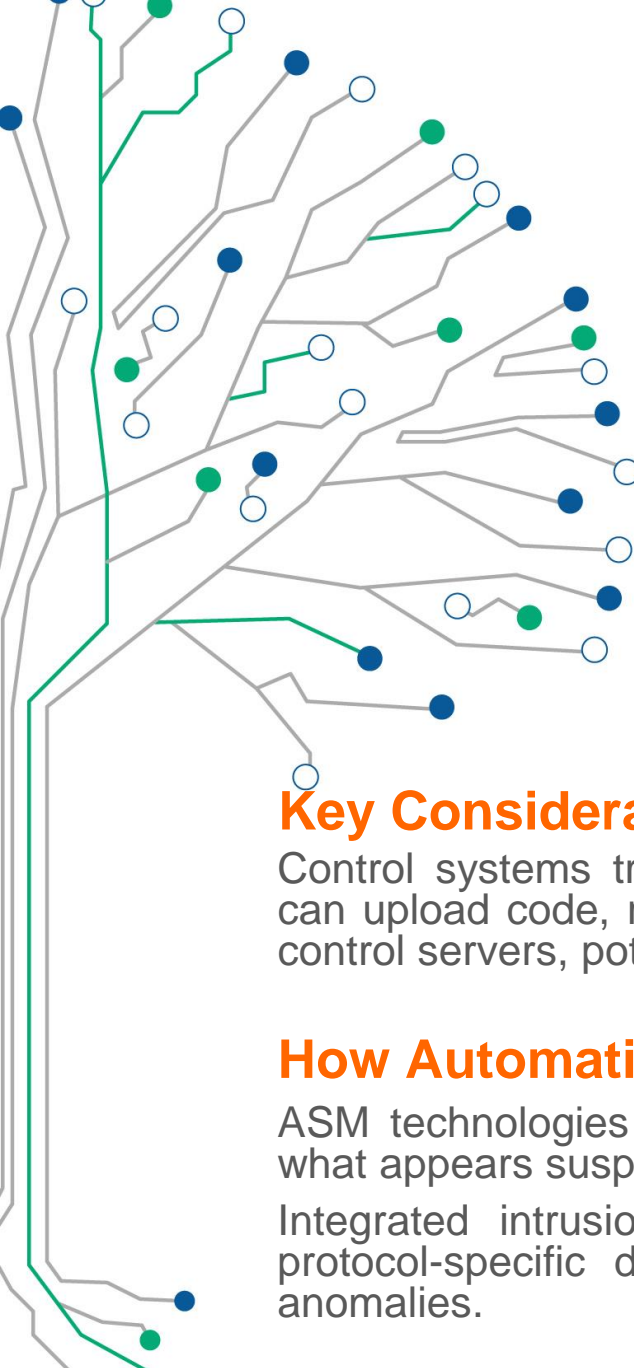 Key Considera
Control systems tr
can upload code, r
control servers, pot
How Automati
ASM technologies
what appears susp
Integrated intrusio
protocol-specific d
anomalies.